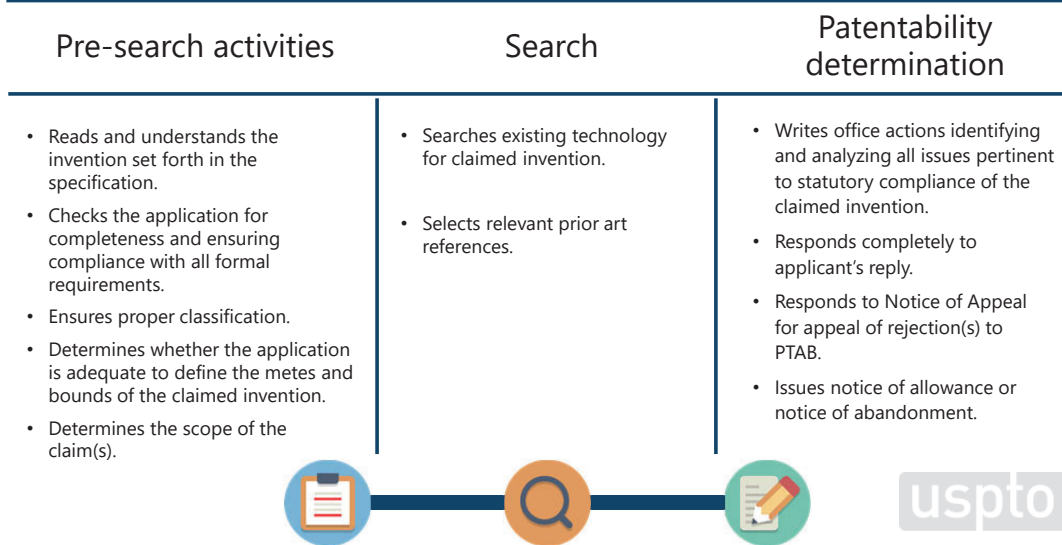 Pre-search activities
Search
Patentability
determination
• Reads and understands the
invention set forth in the
specification.
• Checks the application for
completeness and ensuring
compliance with all formal
requirements.
• Ensures proper classification.
• Determines whether the application
is adequate to define the metes and
bounds of the claimed invention.
• Determines the scope of the
claim(s).
• Searches existing technology
for claimed invention.
• Selects relevant prior art
references.
• Writes office actions identifying
and analyzing all issues pertinent
to statutory compliance of the
claimed invention.
• Responds completely to
applicant’s reply.
• Responds to Notice of Appeal
for appeal of rejection(s) to
PTAB.
• Issues notice of allowance or
notice of abandonment.
uspto